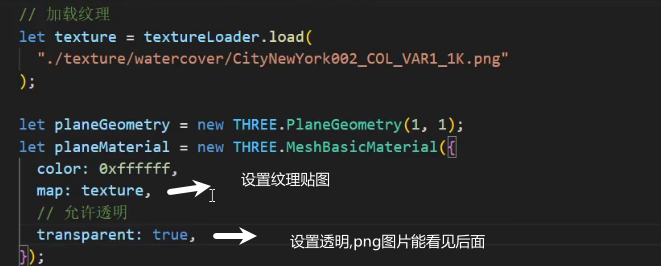 // 加载纹理
let texture = textureLoader.load(
"./texture/watercover/CityNewYork002_COL_VAR1_1K.png"
);
let planeGeometry = new THREE.PlaneGeometry(1, 1);
let planeMaterial = new THREE.MeshBasicMaterial({
color: 0xffffff,
map: texture, 设置纹理贴图
// 允许透明
transparent: true, 设置透明,png图片能看见后面
});